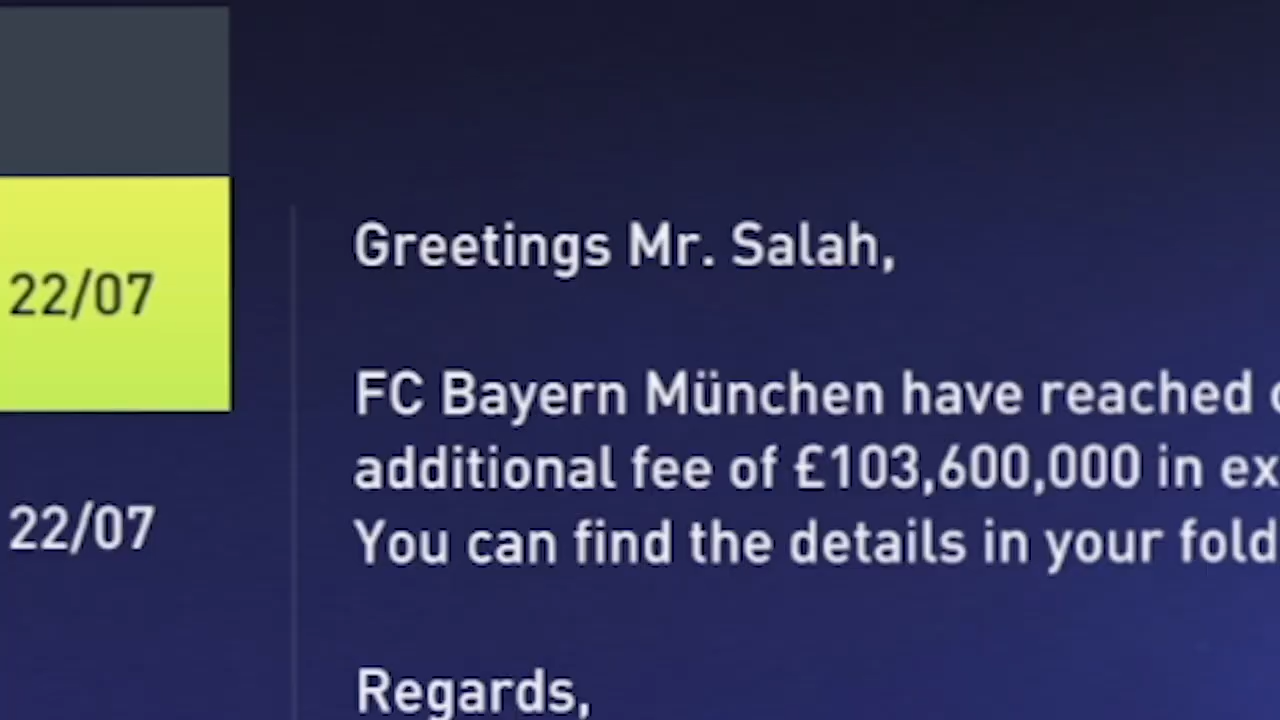 22/07
22/07
Greetings Mr. Salah,
FC Bayern München have reached
additional fee of £103,600,000 in
You can find the details in your
Regards,